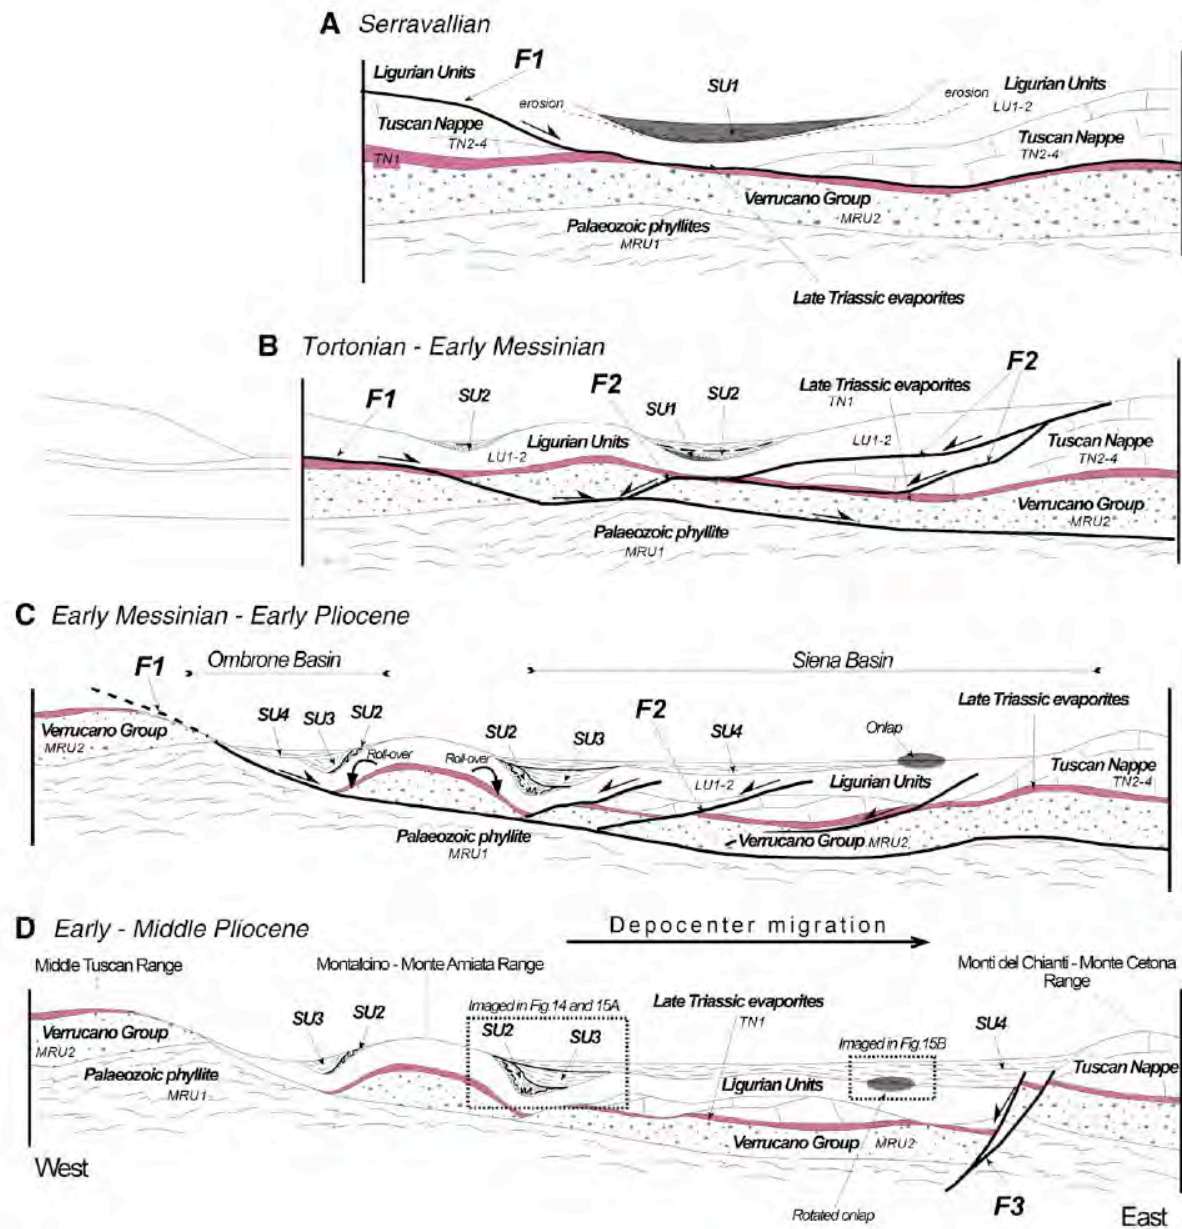 A Serravallian
F1
Ligurian Units
SU1
Ligurian Units
erosion
erosion
LU1-2
Tuscan Nappe
TN2-4
Tuscan Nappe
TN2-4
TN1
Verrucano Group
MRU2
Palaeozoic phyllites
MRU1
Late Triassic evaporites
B Tortonian - Early Messinian
F2
F2
Late Triassic evaporites
TN1
F1
SU2
SU1
SU2
Ligurian Units
LU1-2
LU1-2
Tuscan Nappe
TN2-4
Verrucano Group
MRU2
Palaeozoic phyllite
MRU1
C Early Messinian - Early Pliocene
F1
Ombrone Basin
Siena Basin
F2
Late Triassic evaporites
SU4
SU3
SU2
SU2
SU3
SU4
Onlap
Verrucano Group
MRU2
Roll-over
Roll-over
LU1-2
Ligurian Units
Tuscan Nappe
TN2-4
Palaeozoic phyllite
MRU1
Verrucano Group MRU2
D Early - Middle Pliocene
Depocenter migration
Middle Tuscan Range
Montalcino - Monte Amiata Range
Monti del Chianti - Monte Cetona
Range
SU3
SU2
Imaged in Fig.14 and 15A
SU2
SU3
Late Triassic evaporites
TN1
SU4
Imaged in Fig.15B
Verrucano Group
MRU2
Palaeozoic phyllite
MRU1
Ligurian Units
Tuscan Nappe
Verrucano Group
MRU2
West
Rotated onlap
F3
East